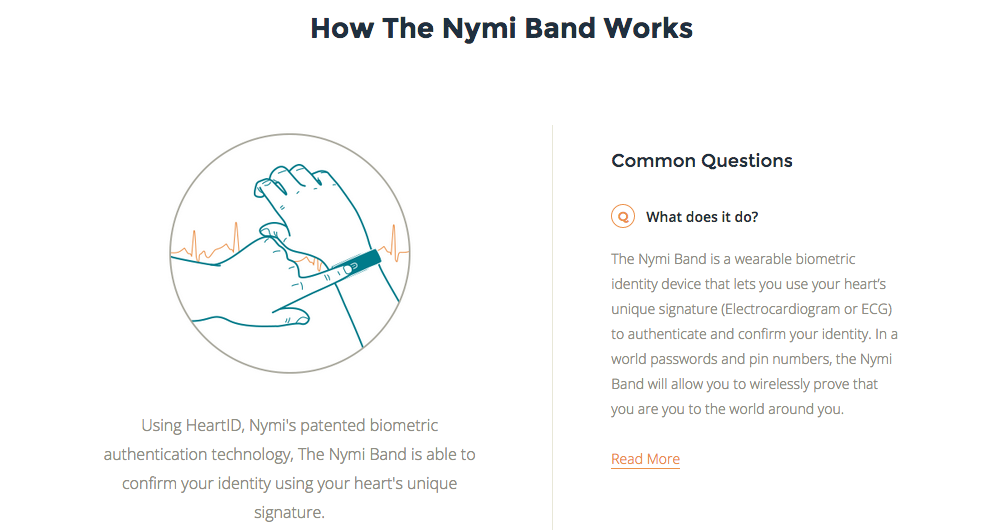 How The Nymi Band Works
Using HeartID, Nymi's patented biometric
authentication technology, The Nymi Band is able to
confirm your identity using your heart's unique
signature.
Common Questions
Q What does it do?
The Nymi Band is a wearable biometric
identity device that lets you use your heart's
unique signature (Electrocardiogram or ECG)
to authenticate and confirm your identity. In a
world passwords and pin numbers, the Nymi
Band will allow you to wirelessly prove that
you are you to the world around you.
Read More